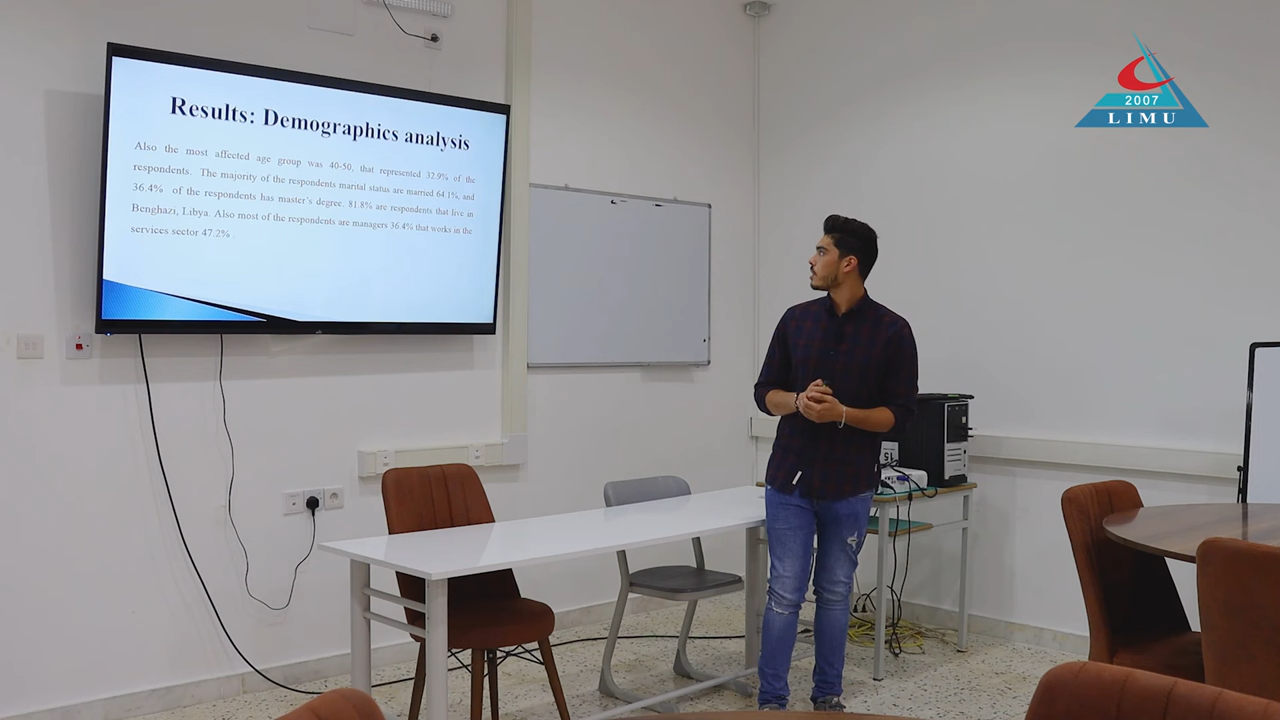 Results: Demographics analysis
Also the most affected age group was 40-50, that represented 32.9% of the
respondents. The majority of the respondents marital status are married 64.1%, and
36.4% of the respondents has master's degree. 81.8% are respondents that live in
Benghazi, Libya. Also most of the respondents are managers 36.4% that works in the
services sector 47.2% .
2007
LIMU
15